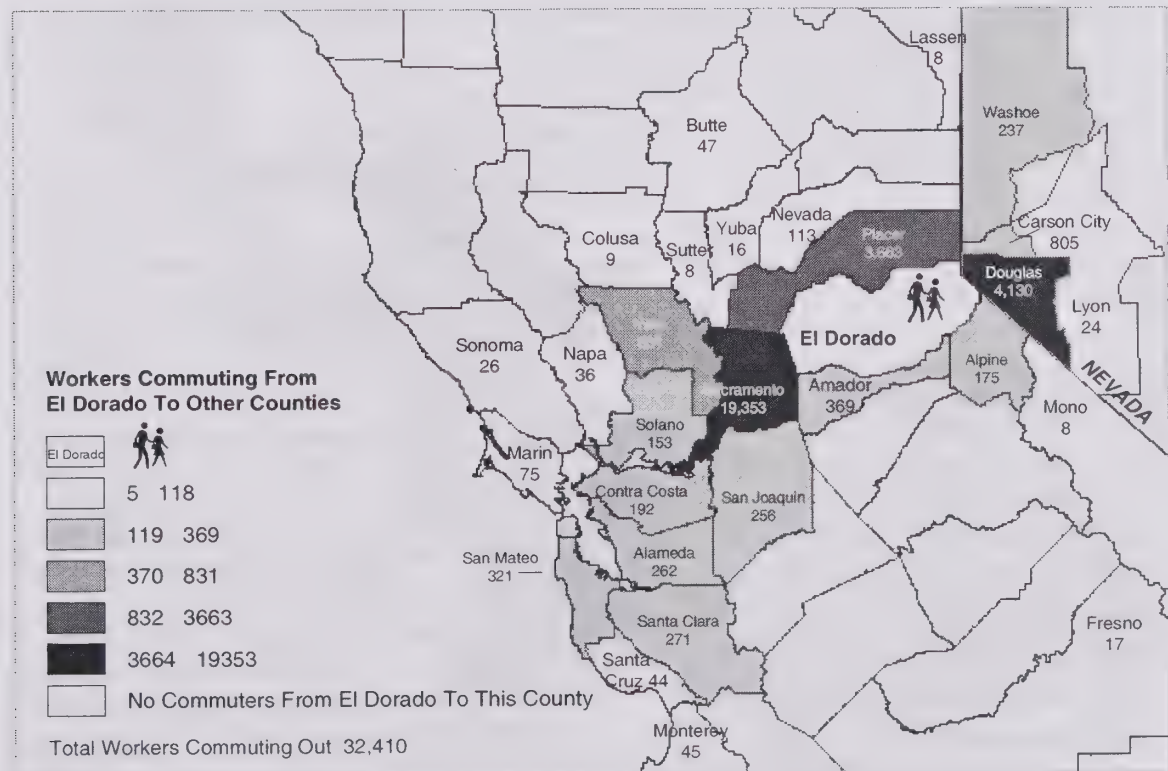 Lassen
8
Washoe
237
Butte
47
Carson City
805
Nevada
113
Yuba
16
Colusa
9
Sutter
8
Placer
Douglas
4,130
Lyon
24
El Dorado
Sonoma
26
Napa
36
Alpine
175
NEVADA
Amador
369
Mono
8
Sacramento
19,353
Solano
153
Marin
75
Contra Costa
192
San Joaquin
256
San Mateo
321
Alameda
262
Santa Clara
271
Fresno
17
Santa
Cruz 44
Monterey
45
Workers Commuting From
El Dorado To Other Counties
El Dorado
5 118
119 369
370 831
832 3663
3664 19353
No Commuters From El Dorado To This County
Total Workers Commuting Out 32,410